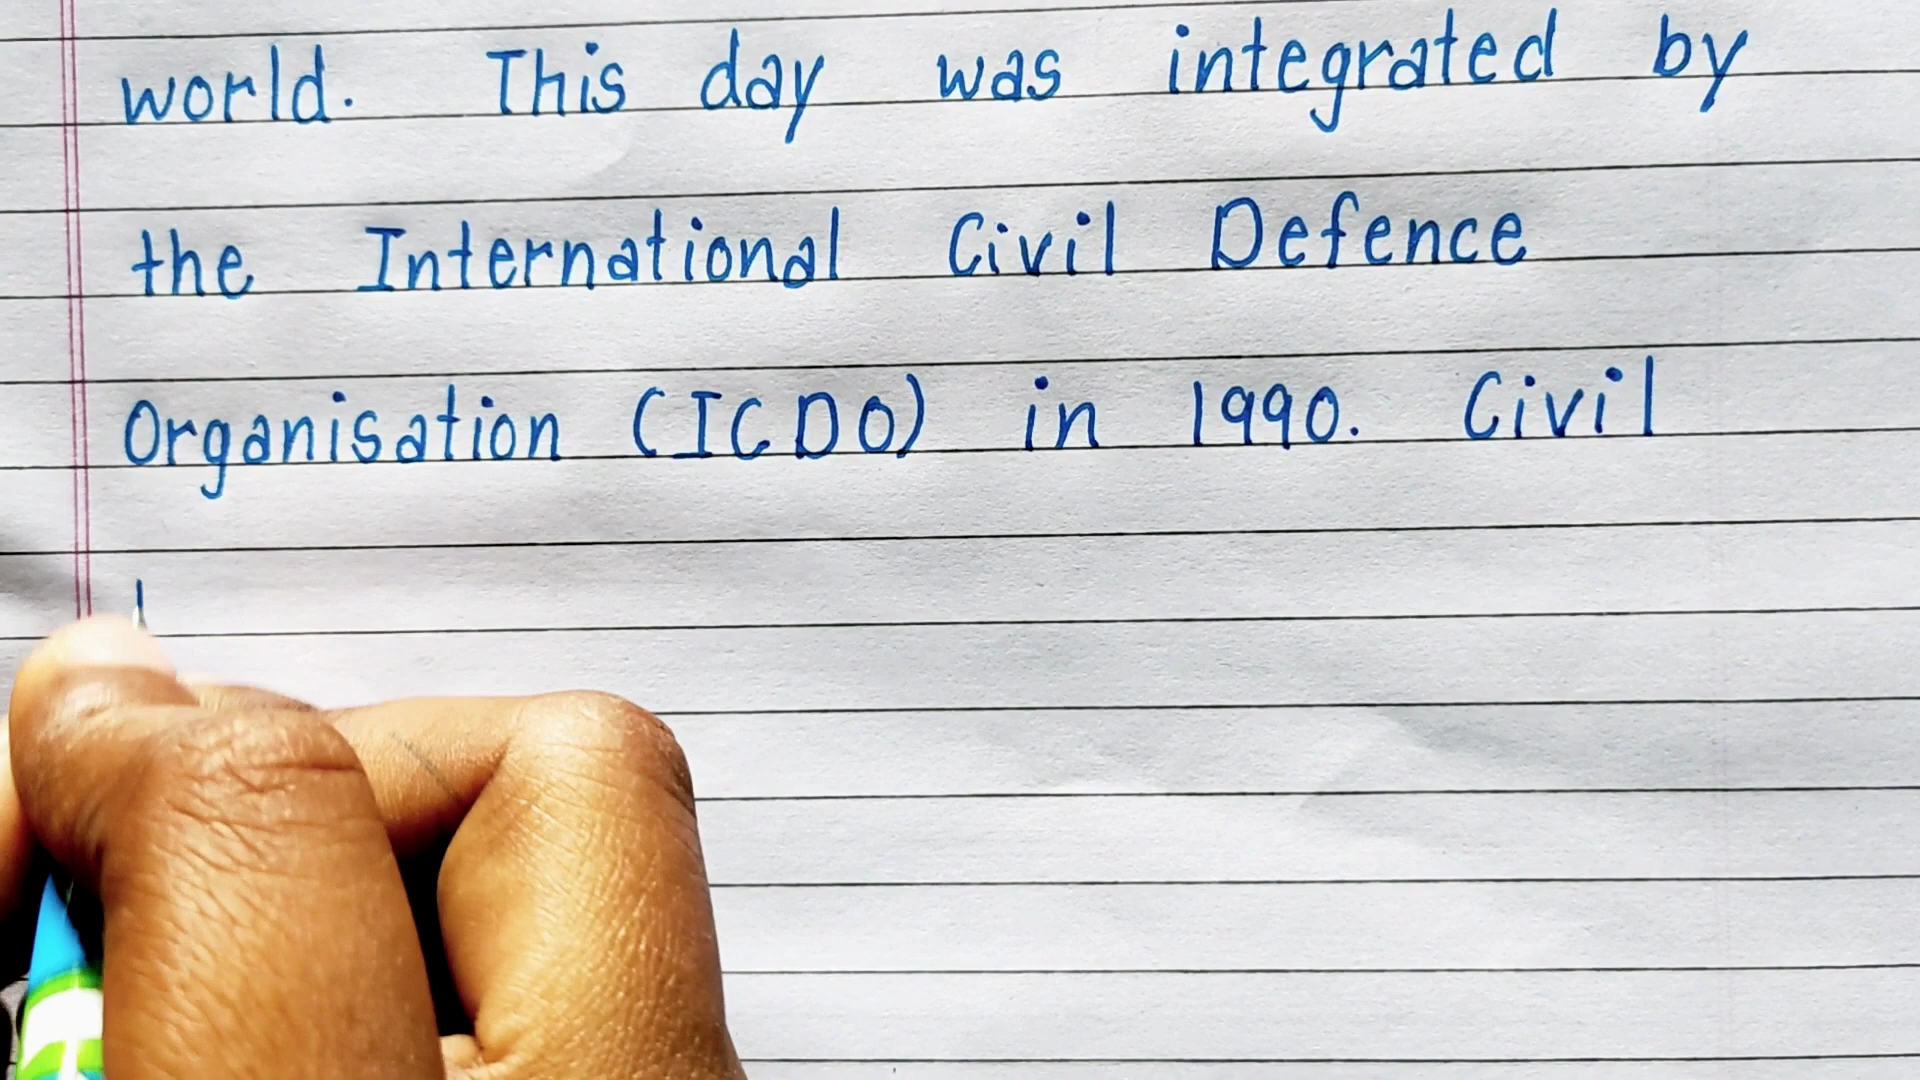 world. This day was integrated by
the International Civil Defence
Organisation (ICDO) in 1990. Civil